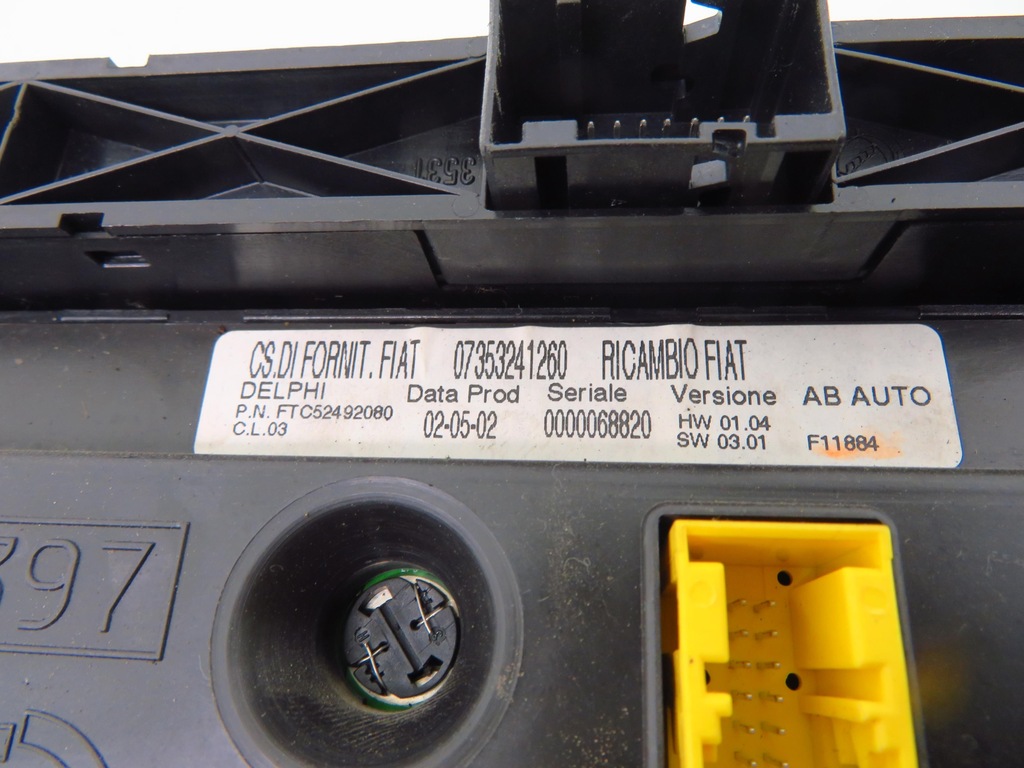 3531
CS.DI FORNIT. FIAT 07353241260 RICAMBIO FIAT
DELPHI Data Prod Seriale Versione AB AUTO
P.N. FTC52492080 02-05-02 0000068820 HW 01.04
C.L.03 SW 03.01 F11884
97